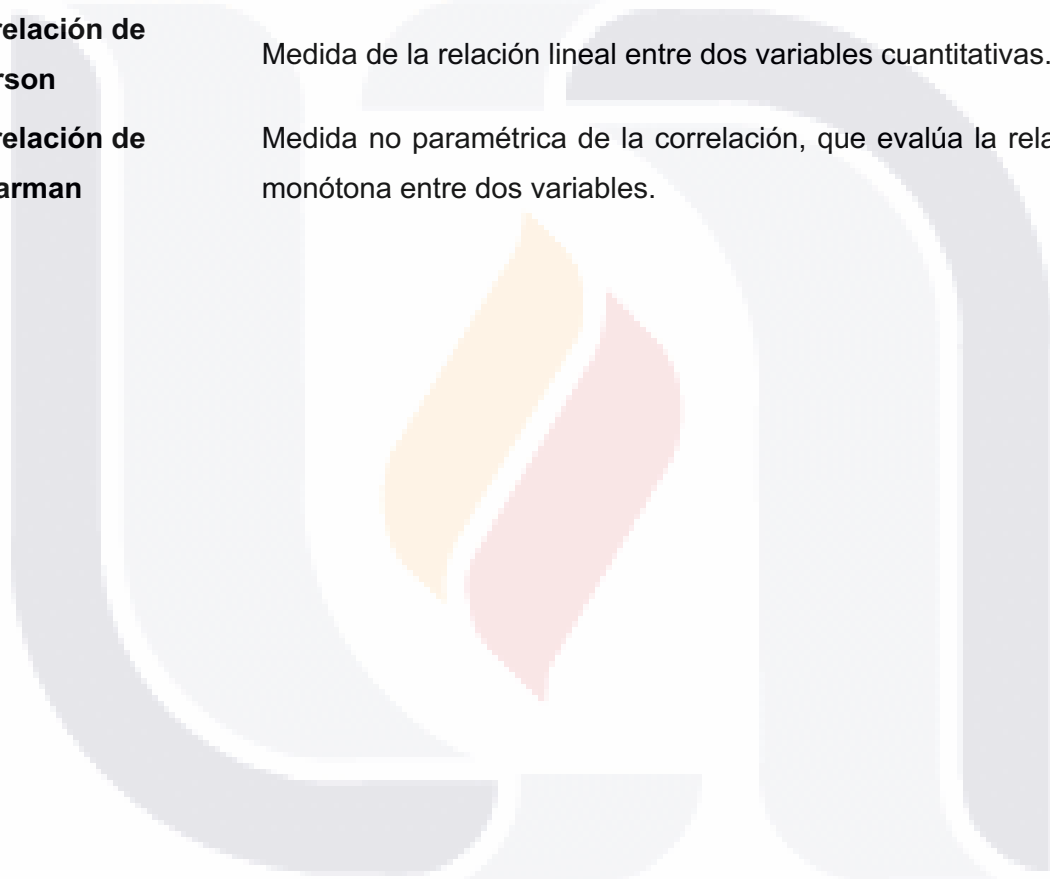 relación de
rson
Medida de la relación lineal entre dos variables cuantitativas.
relación de
arman
Medida no paramétrica de la correlación, que evalúa la rela
monótona entre dos variables.